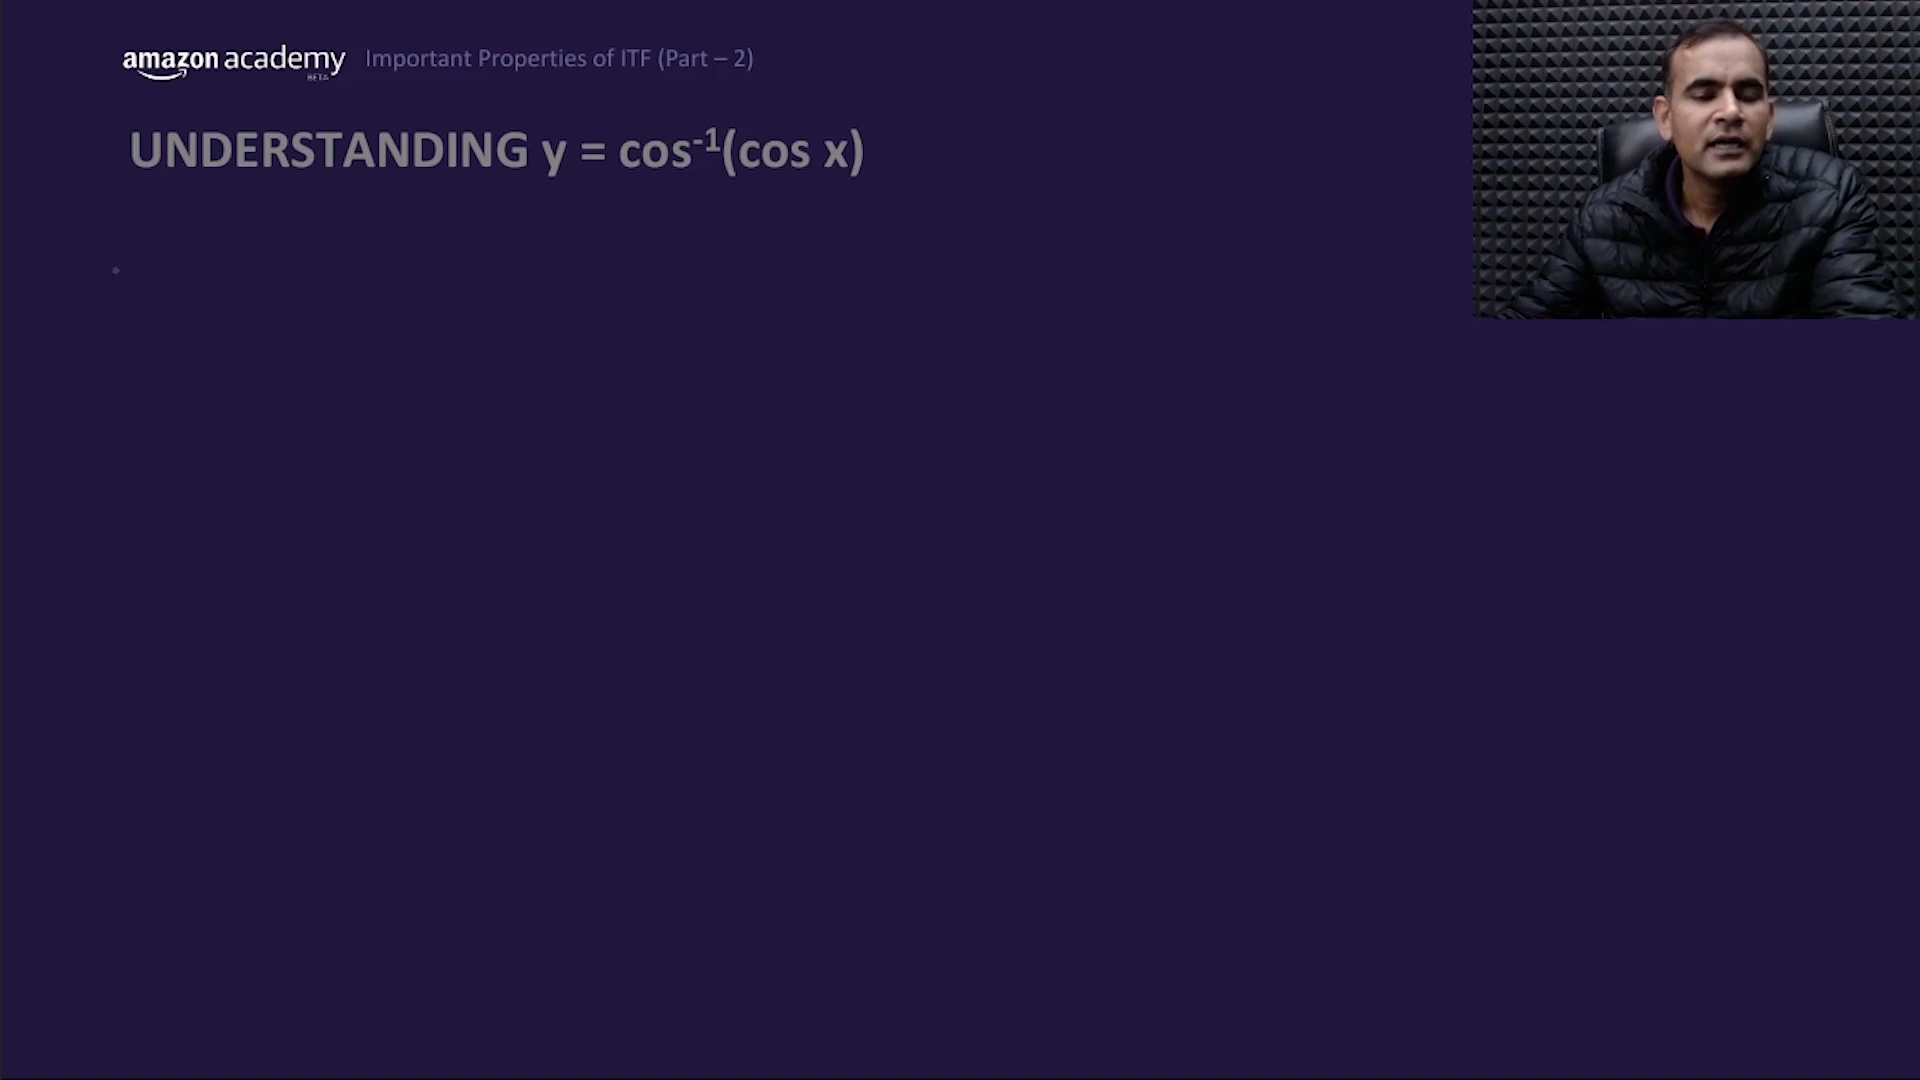 amazon academy Important Properties of ITF (Part – 2)
BETA
UNDERSTANDING y = cos⁻¹(cos x)